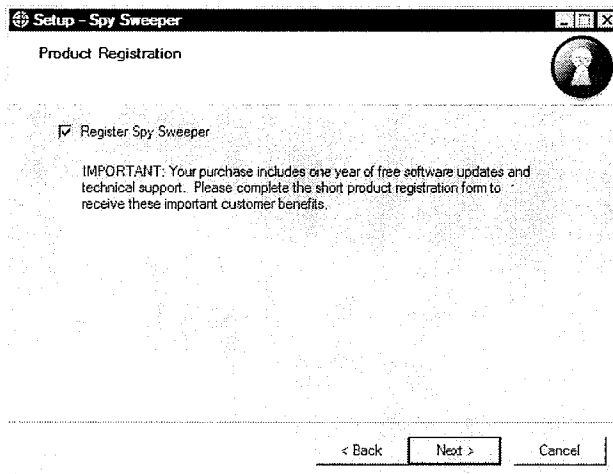 Setup - Spy Sweeper
Product Registration
Register Spy Sweeper
IMPORTANT: Your purchase includes one year of free software updates and
technical support. Please complete the short product registration form to
receive these important customer benefits.
< Back
Next >
Cancel